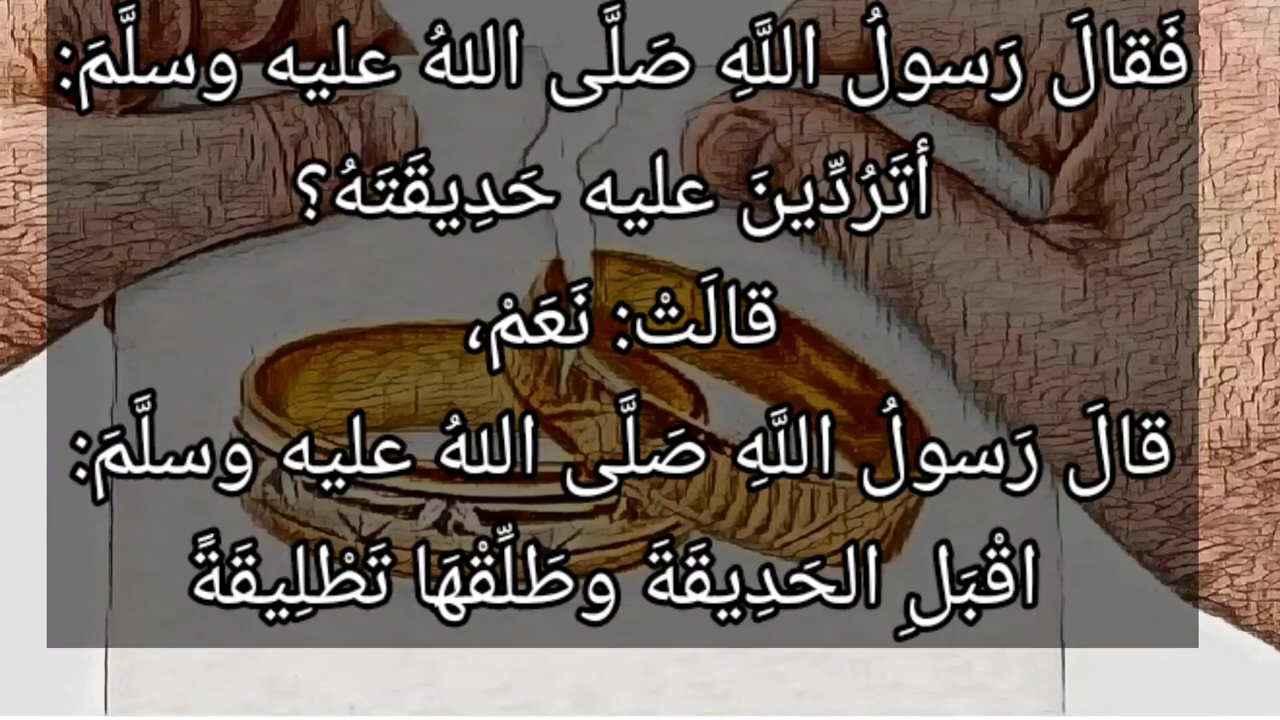 فَقالَ رَسولُ اللَّهِ صَلَّى اللهُ عليه وسلَّمَ:
أتَرُدِّينَ عليه حَدِيقَتَهُ؟
قالَتْ: نَعَمْ،
قالَ رَسولُ اللَّهِ صَلَّى اللهُ عليه وسلَّمَ:
اقْبَلِ الحَدِيقَةَ وطَلِّقْهَا تَطْلِيقَةً